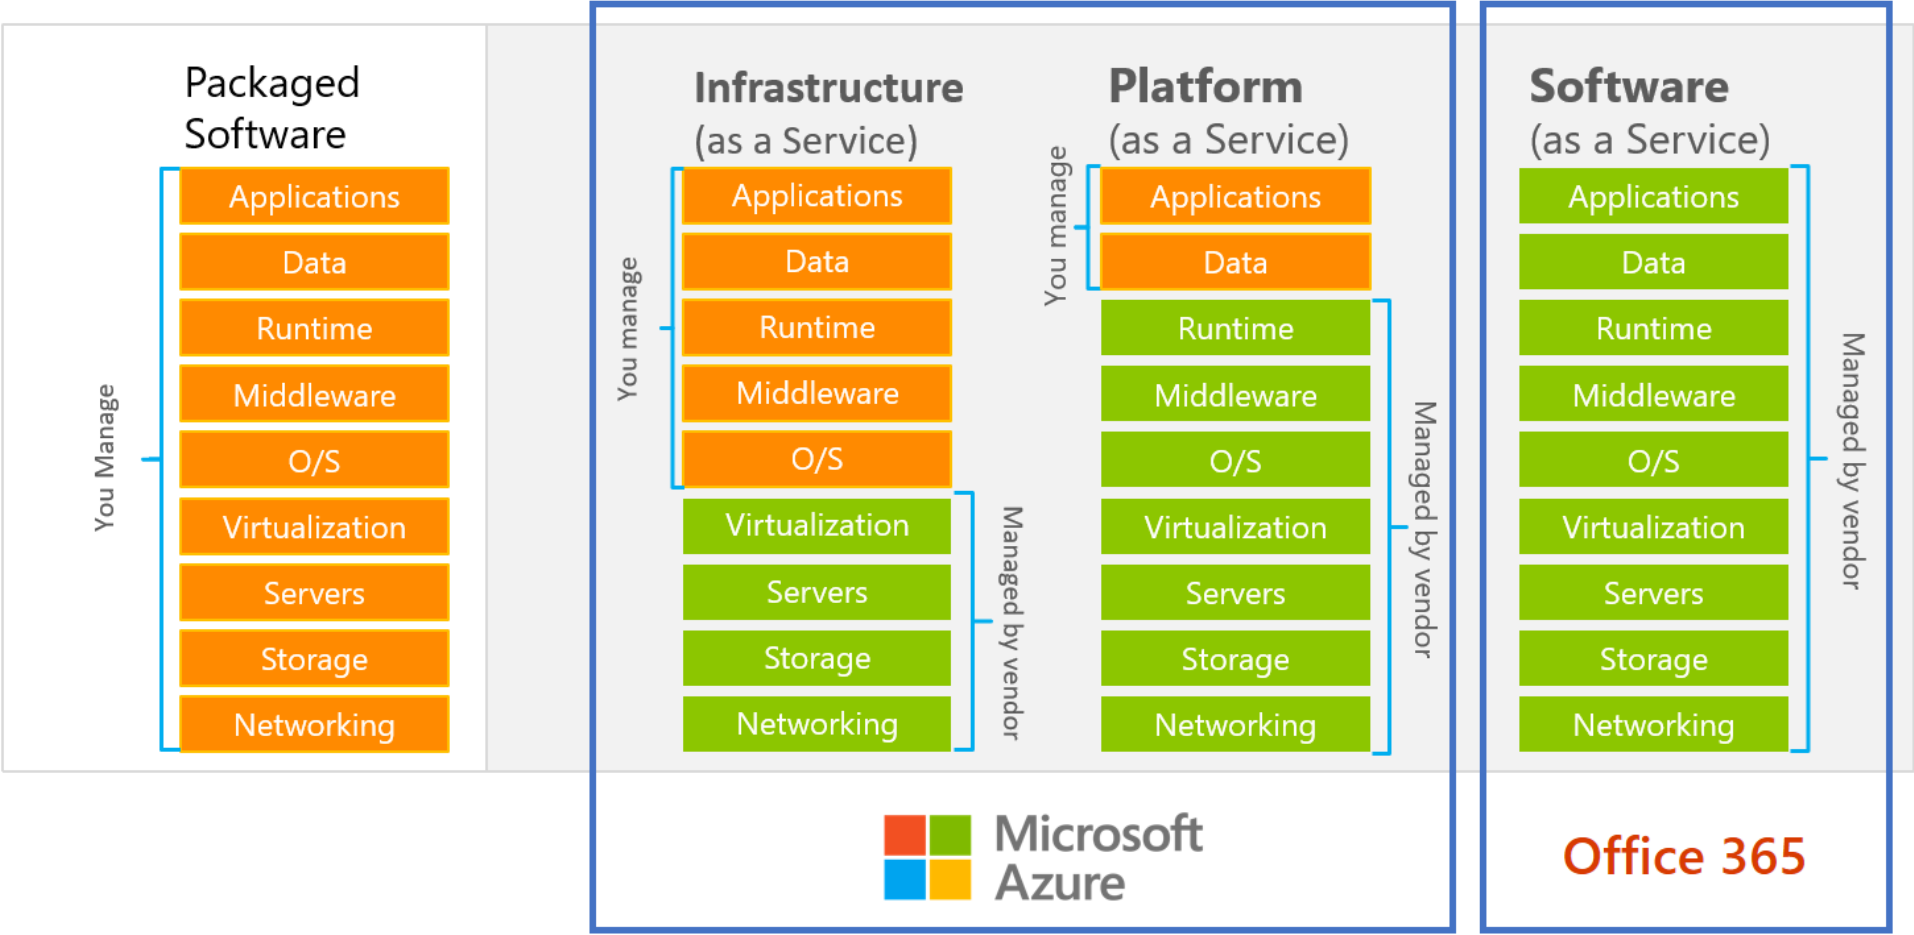 Packaged
Software
You Manage
Applications
Data
Runtime
Middleware
O/S
Virtualization
Servers
Storage
Networking
Infrastructure
(as a Service)
You manage
Applications
Data
Runtime
Middleware
O/S
Virtualization
Servers
Storage
Networking
Managed by vendor
Platform
(as a Service)
You manage
Applications
Data
Runtime
Middleware
O/S
Virtualization
Servers
Storage
Networking
Managed by vendor
Software
(as a Service)
Applications
Data
Runtime
Middleware
O/S
Virtualization
Servers
Storage
Networking
Managed by vendor
Microsoft
Azure
Office 365